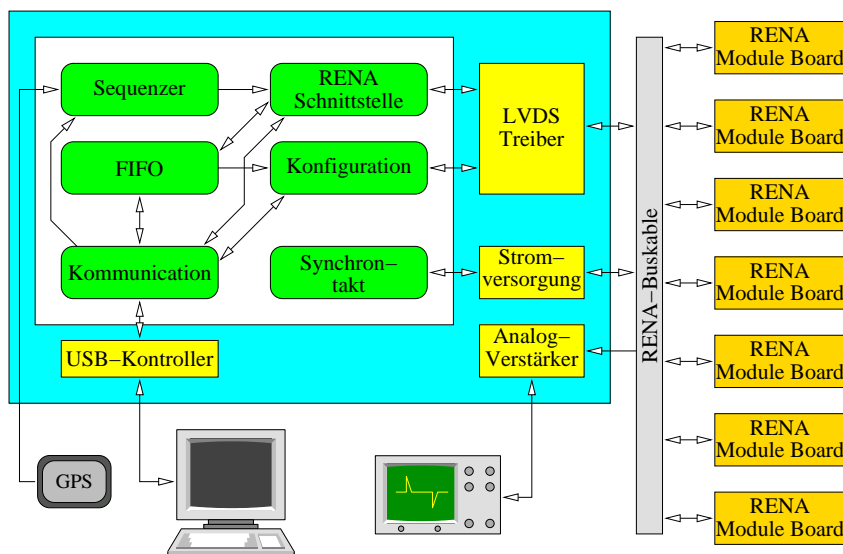 Sequenzer
RENA
Schnittstelle
FIFO
Konfiguration
Kommunication
Synchron–
takt
LVDS
Treiber
Strom–
versorgung
USB–Kontroller
Analog–
Verstärker
GPS
RENA–Buskable
RENA
Module Board
RENA
Module Board
RENA
Module Board
RENA
Module Board
RENA
Module Board
RENA
Module Board
RENA
Module Board